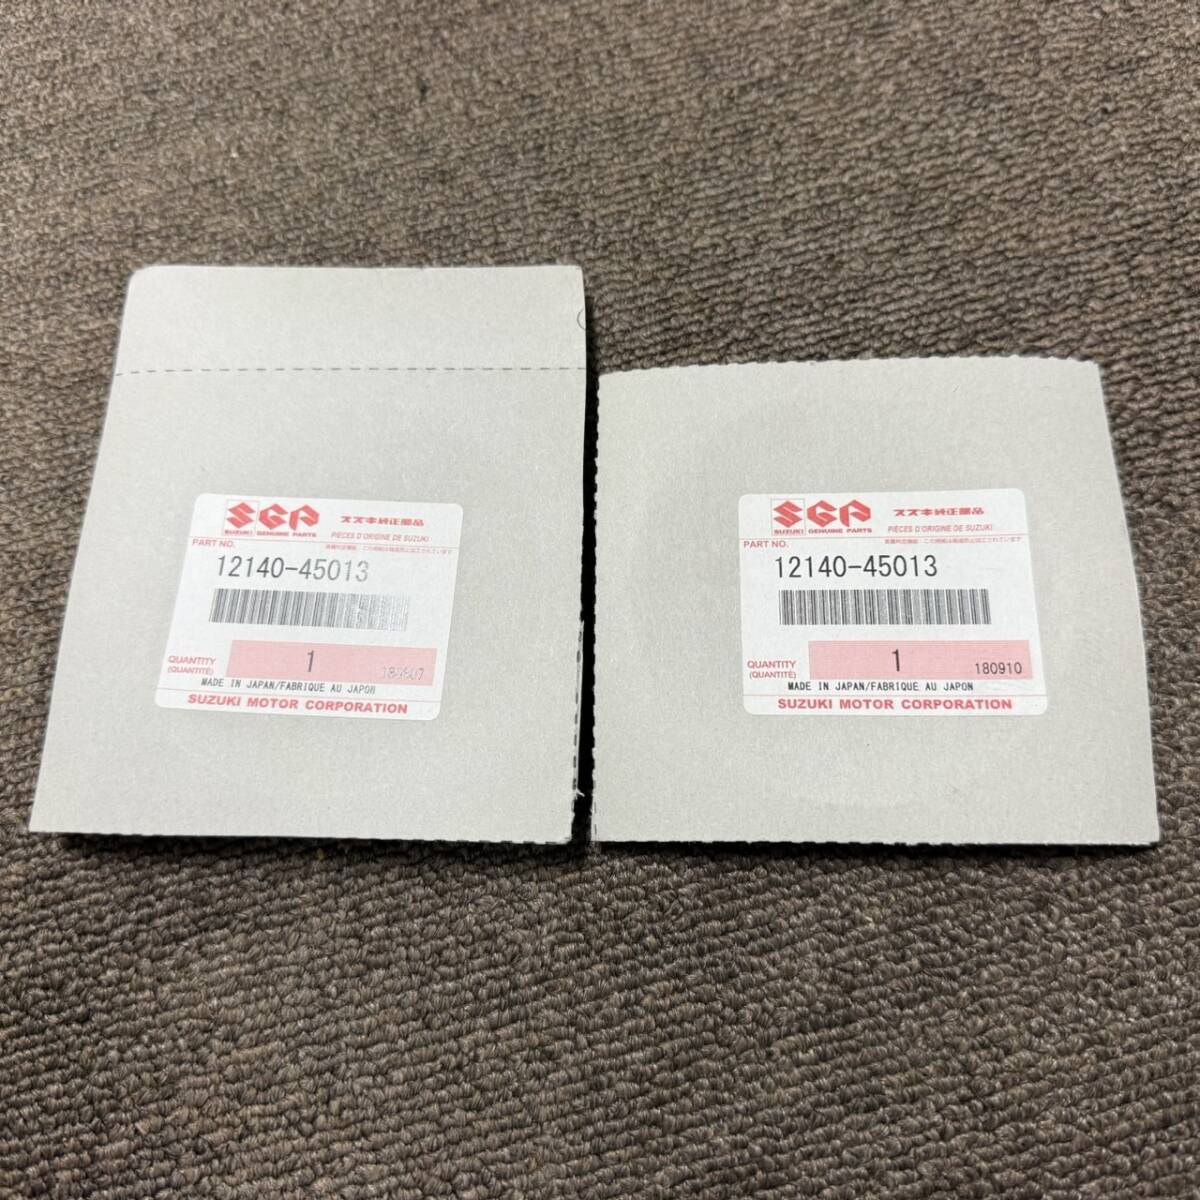 SGP スズキ純正部品
SUZUKI GENUINE PARTS PIÈCES D'ORIGINE DE SUZUKI
PART NO.
12140-45013
QUANTITY
(QUANTITÉ)
1
MADE IN JAPAN/FABRIQUE AU JAPON
SUZUKI MOTOR CORPORATION
SGP スズキ純正部品
SUZUKI GENUINE PARTS PIÈCES D'ORIGINE DE SUZUKI
PART NO.
12140-45013
QUANTITY
(QUANTITÉ)
1 180910
MADE IN JAPAN/FABRIQUE AU JAPON
SUZUKI MOTOR CORPORATION